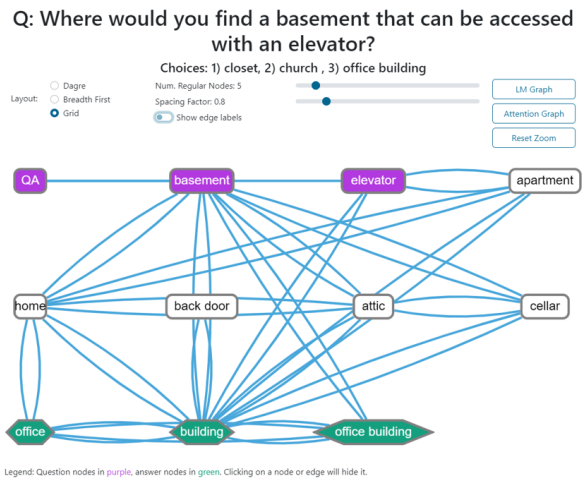 Q: Where would you find a basement that can be accessed
with an elevator?
Choices: 1) closet, 2) church , 3) office building
Layout:
Dagre
Breadth First
Grid
Num. Regular Nodes: 5
Spacing Factor: 0.8
Show edge labels
LM Graph
Attention Graph
Reset Zoom
QA
basement
elevator
apartment
home
back door
attic
cellar
office
building
office building
Legend: Question nodes in purple, answer nodes in green. Clicking on a node or edge will hide it.